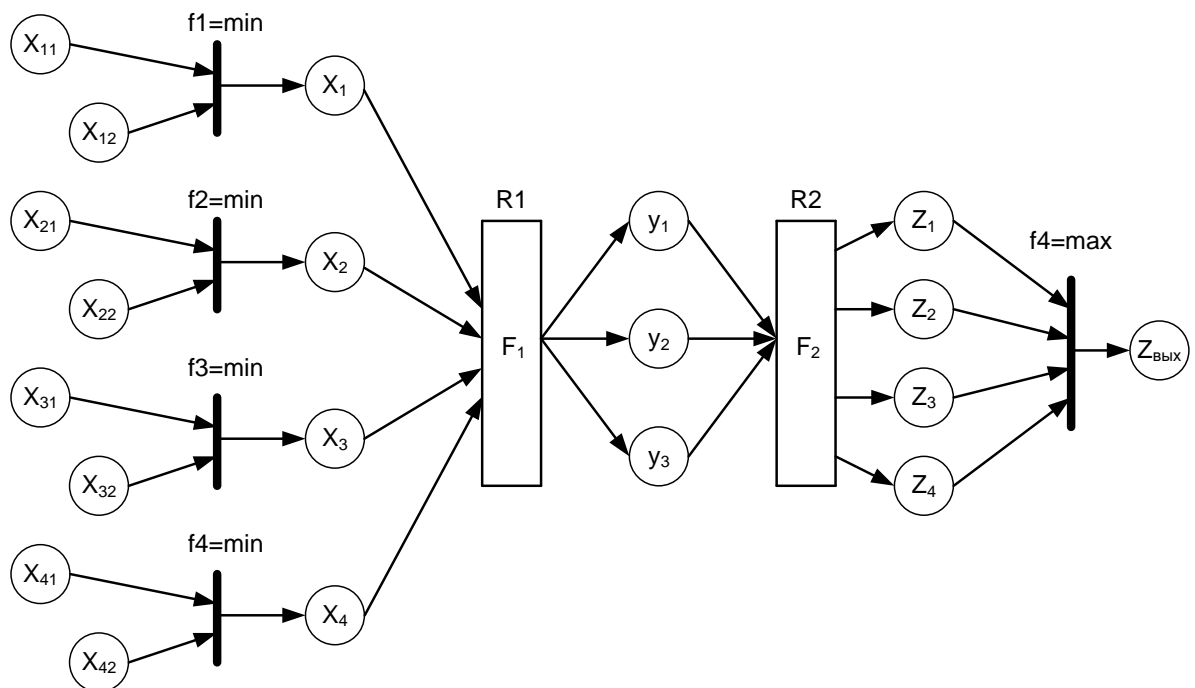 f1=min
X11
X1
X12
f2=min
R1
R2
X21
y1
Z1
f4=max
X2
X22
Z2
F1
y2
F2
Zвых
f3=min
X31
Z3
X3
y3
X32
Z4
f4=min
X41
X4
X42